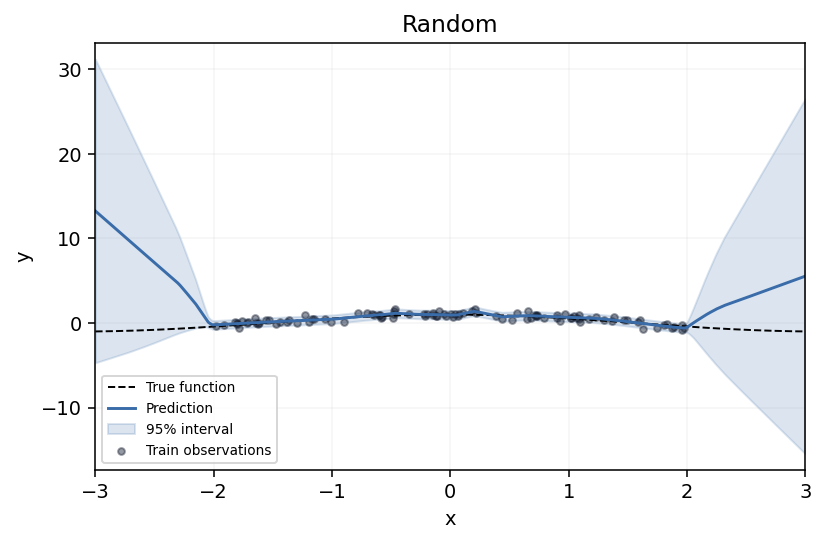 Random
30
20
10
0
−10
y
True function
Prediction
95% interval
Train observations
−3
−2
−1
0
1
2
3
x